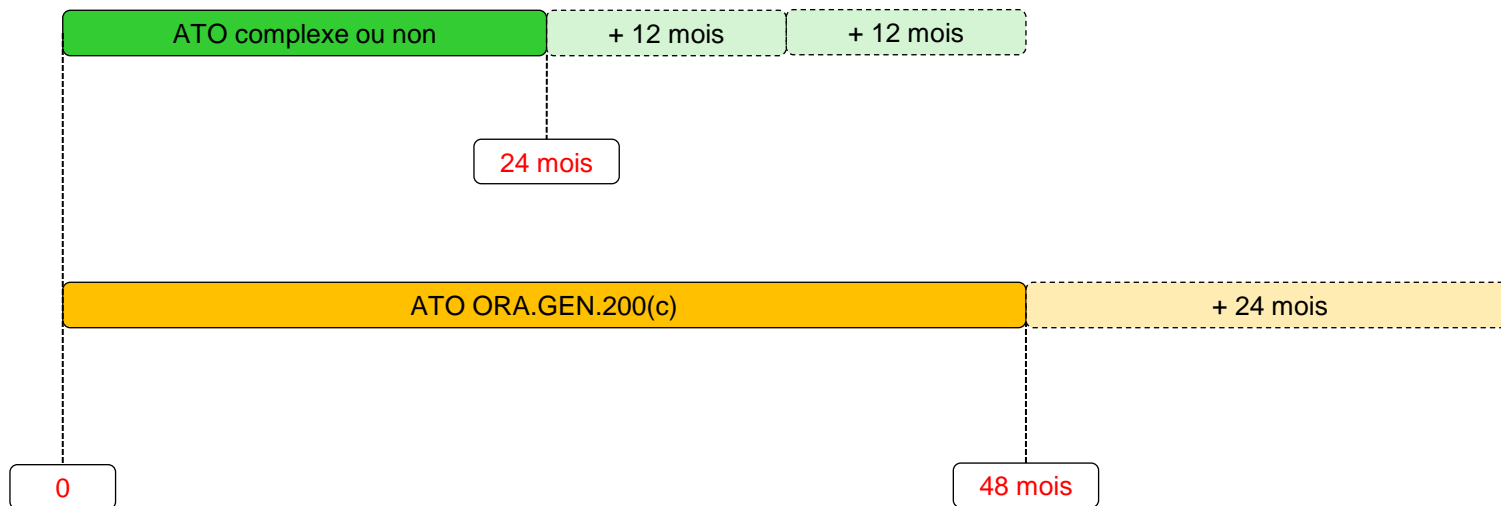 ATO complexe ou non
+ 12 mois
+ 12 mois
24 mois
ATO ORA.GEN.200(c)
+ 24 mois
0
48 mois